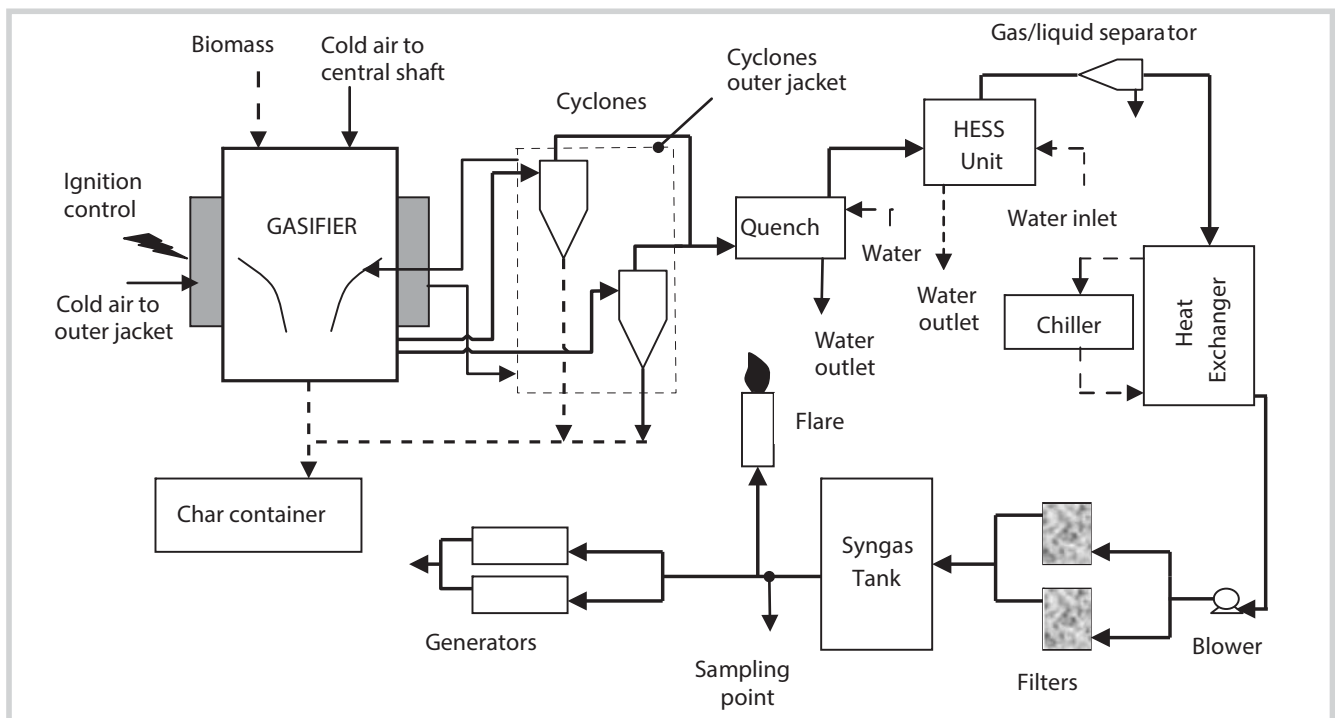 Biomass
Cold air to
central shaft
Cyclones
Cyclones
outer jacket
Gas/liquid separator
HESS
Unit
Ignition
control
GASIFIER
Cold air to
outer jacket
Quench
Water
Water inlet
Water
outlet
Water
outlet
Chiller
Heat
Exchanger
Char container
Flare
Syngas
Tank
Generators
Sampling
point
Filters
Blower